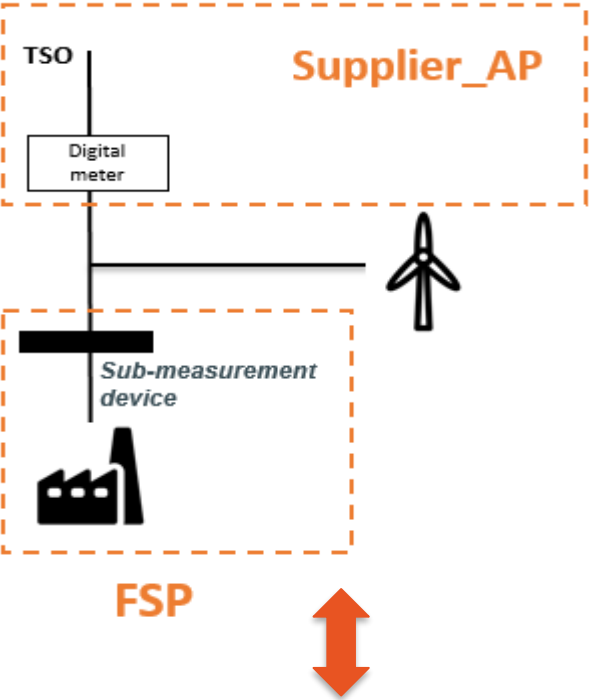 TSO
Supplier_AP
Digital
meter
Sub-measurement
device
FSP